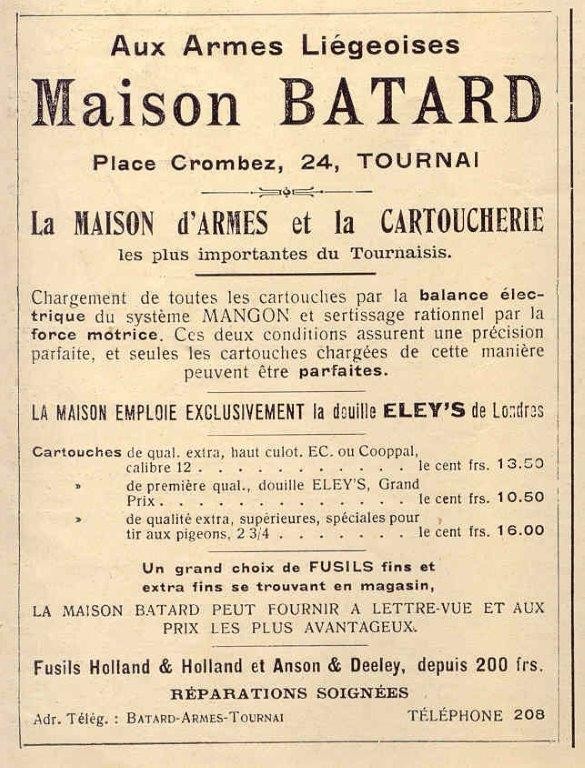 Aux Armes Liégeoises
Maison BATARD
Place Crombez, 24, TOURNAI
La MAISON d'ARMES et la CARTOUCHERIE
les plus importantes du Tournaisis.
Chargement de toutes les cartouches par la balance élec-
trique du système MANGON et sertissage rationnel par la
force motrice. Ces deux conditions assurent une précision
parfaite, et seules les cartouches chargées de cette manière
peuvent être parfaites.
LA MAISON EMPLOIE EXCLUSIVEMENT la douille ELEY'S de Londres
Cartouches de qual. extra, haut culot. EC. ou Cooppal,
calibre 12 . . . . . . . . . . . le cent frs. 13.50
» de première qual., douille ELEY'S, Grand
Prix . . . . . . . . . . . . . le cent frs. 10.50
» de qualité extra, supérieures, spéciales pour
tir aux pigeons, 2 3/4 . . . . . . . le cent frs. 16.00
Un grand choix de FUSILS fins et
extra fins se trouvant en magasin,
LA MAISON BATARD PEUT FOURNIR A LETTRE-VUE ET AUX
PRIX LES PLUS AVANTAGEUX.
Fusils Holland & Holland et Anson & Deeley, depuis 200 frs.
RÉPARATIONS SOIGNÉES
Adr. Télég. : BATARD-ARMES-TOURNAI TÉLÉPHONE 208